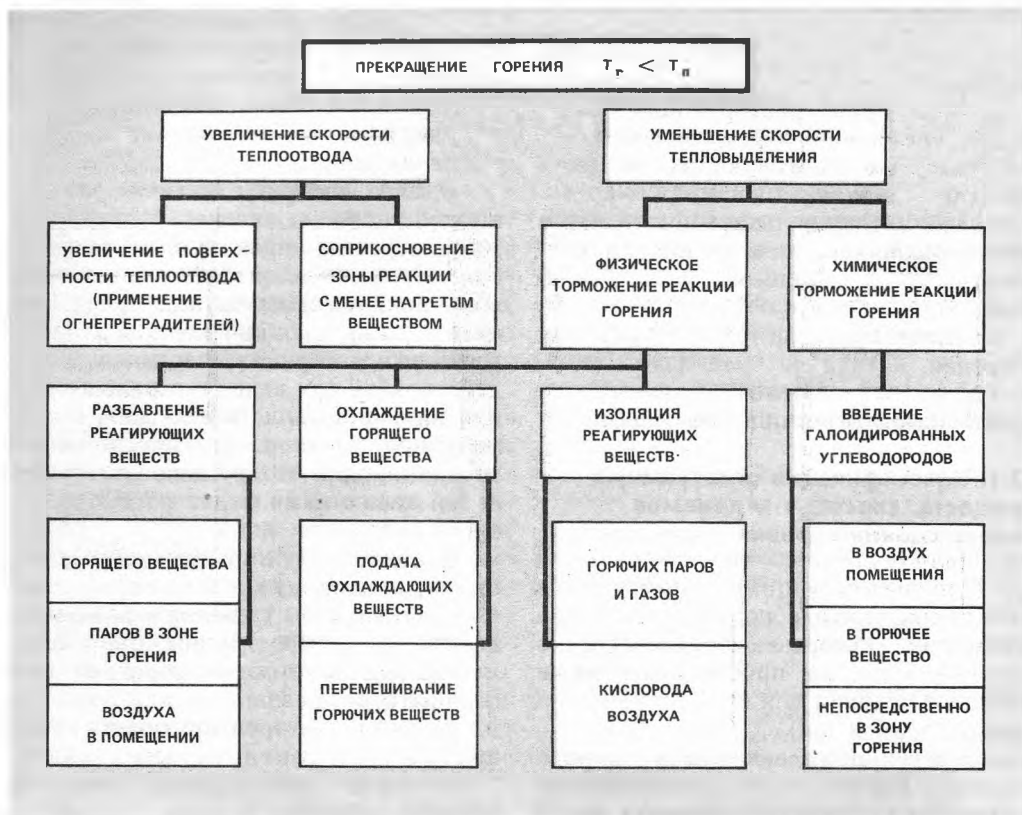 ПРЕКРАЩЕНИЕ ГОРЕНИЯ Тг < Тп
УВЕЛИЧЕНИЕ СКОРОСТИ
ТЕПЛООТВОДА
УМЕНЬШЕНИЕ СКОРОСТИ
ТЕПЛОВЫДЕЛЕНИЯ
УВЕЛИЧЕНИЕ ПОВЕРХ-
НОСТИ ТЕПЛООТВОДА
(ПРИМЕНЕНИЕ
ОГНЕПРЕГРАДИТЕЛЕЙ)
СОПРИКОСНОВЕНИЕ
ЗОНЫ РЕАКЦИИ
С МЕНЕЕ НАГРЕТЫМ
ВЕЩЕСТВОМ
ФИЗИЧЕСКОЕ
ТОРМОЖЕНИЕ РЕАКЦИИ
ГОРЕНИЯ
ХИМИЧЕСКОЕ
ТОРМОЖЕНИЕ РЕАКЦИИ
ГОРЕНИЯ
РАЗБАВЛЕНИЕ
РЕАГИРУЮЩИХ
ВЕЩЕСТВ
ОХЛАЖДЕНИЕ
ГОРЯЩЕГО
ВЕЩЕСТВА
ИЗОЛЯЦИЯ
РЕАГИРУЮЩИХ
ВЕЩЕСТВ
ВВЕДЕНИЕ
ГАЛОИДИРОВАННЫХ
УГЛЕВОДОРОДОВ
ГОРЯЩЕГО ВЕЩЕСТВА
ПАРОВ В ЗОНЕ
ГОРЕНИЯ
ВОЗДУХА
В ПОМЕЩЕНИИ
ПОДАЧА
ОХЛАЖДАЮЩИХ
ВЕЩЕСТВ
ПЕРЕМЕШИВАНИЕ
ГОРЮЧИХ ВЕЩЕСТВ
ГОРЮЧИХ ПАРОВ
И ГАЗОВ
КИСЛОРОДА
ВОЗДУХА
В ВОЗДУХ
ПОМЕЩЕНИЯ
В ГОРЮЧЕЕ
ВЕЩЕСТВО
НЕПОСРЕДСТВЕННО
В ЗОНУ
ГОРЕНИЯ